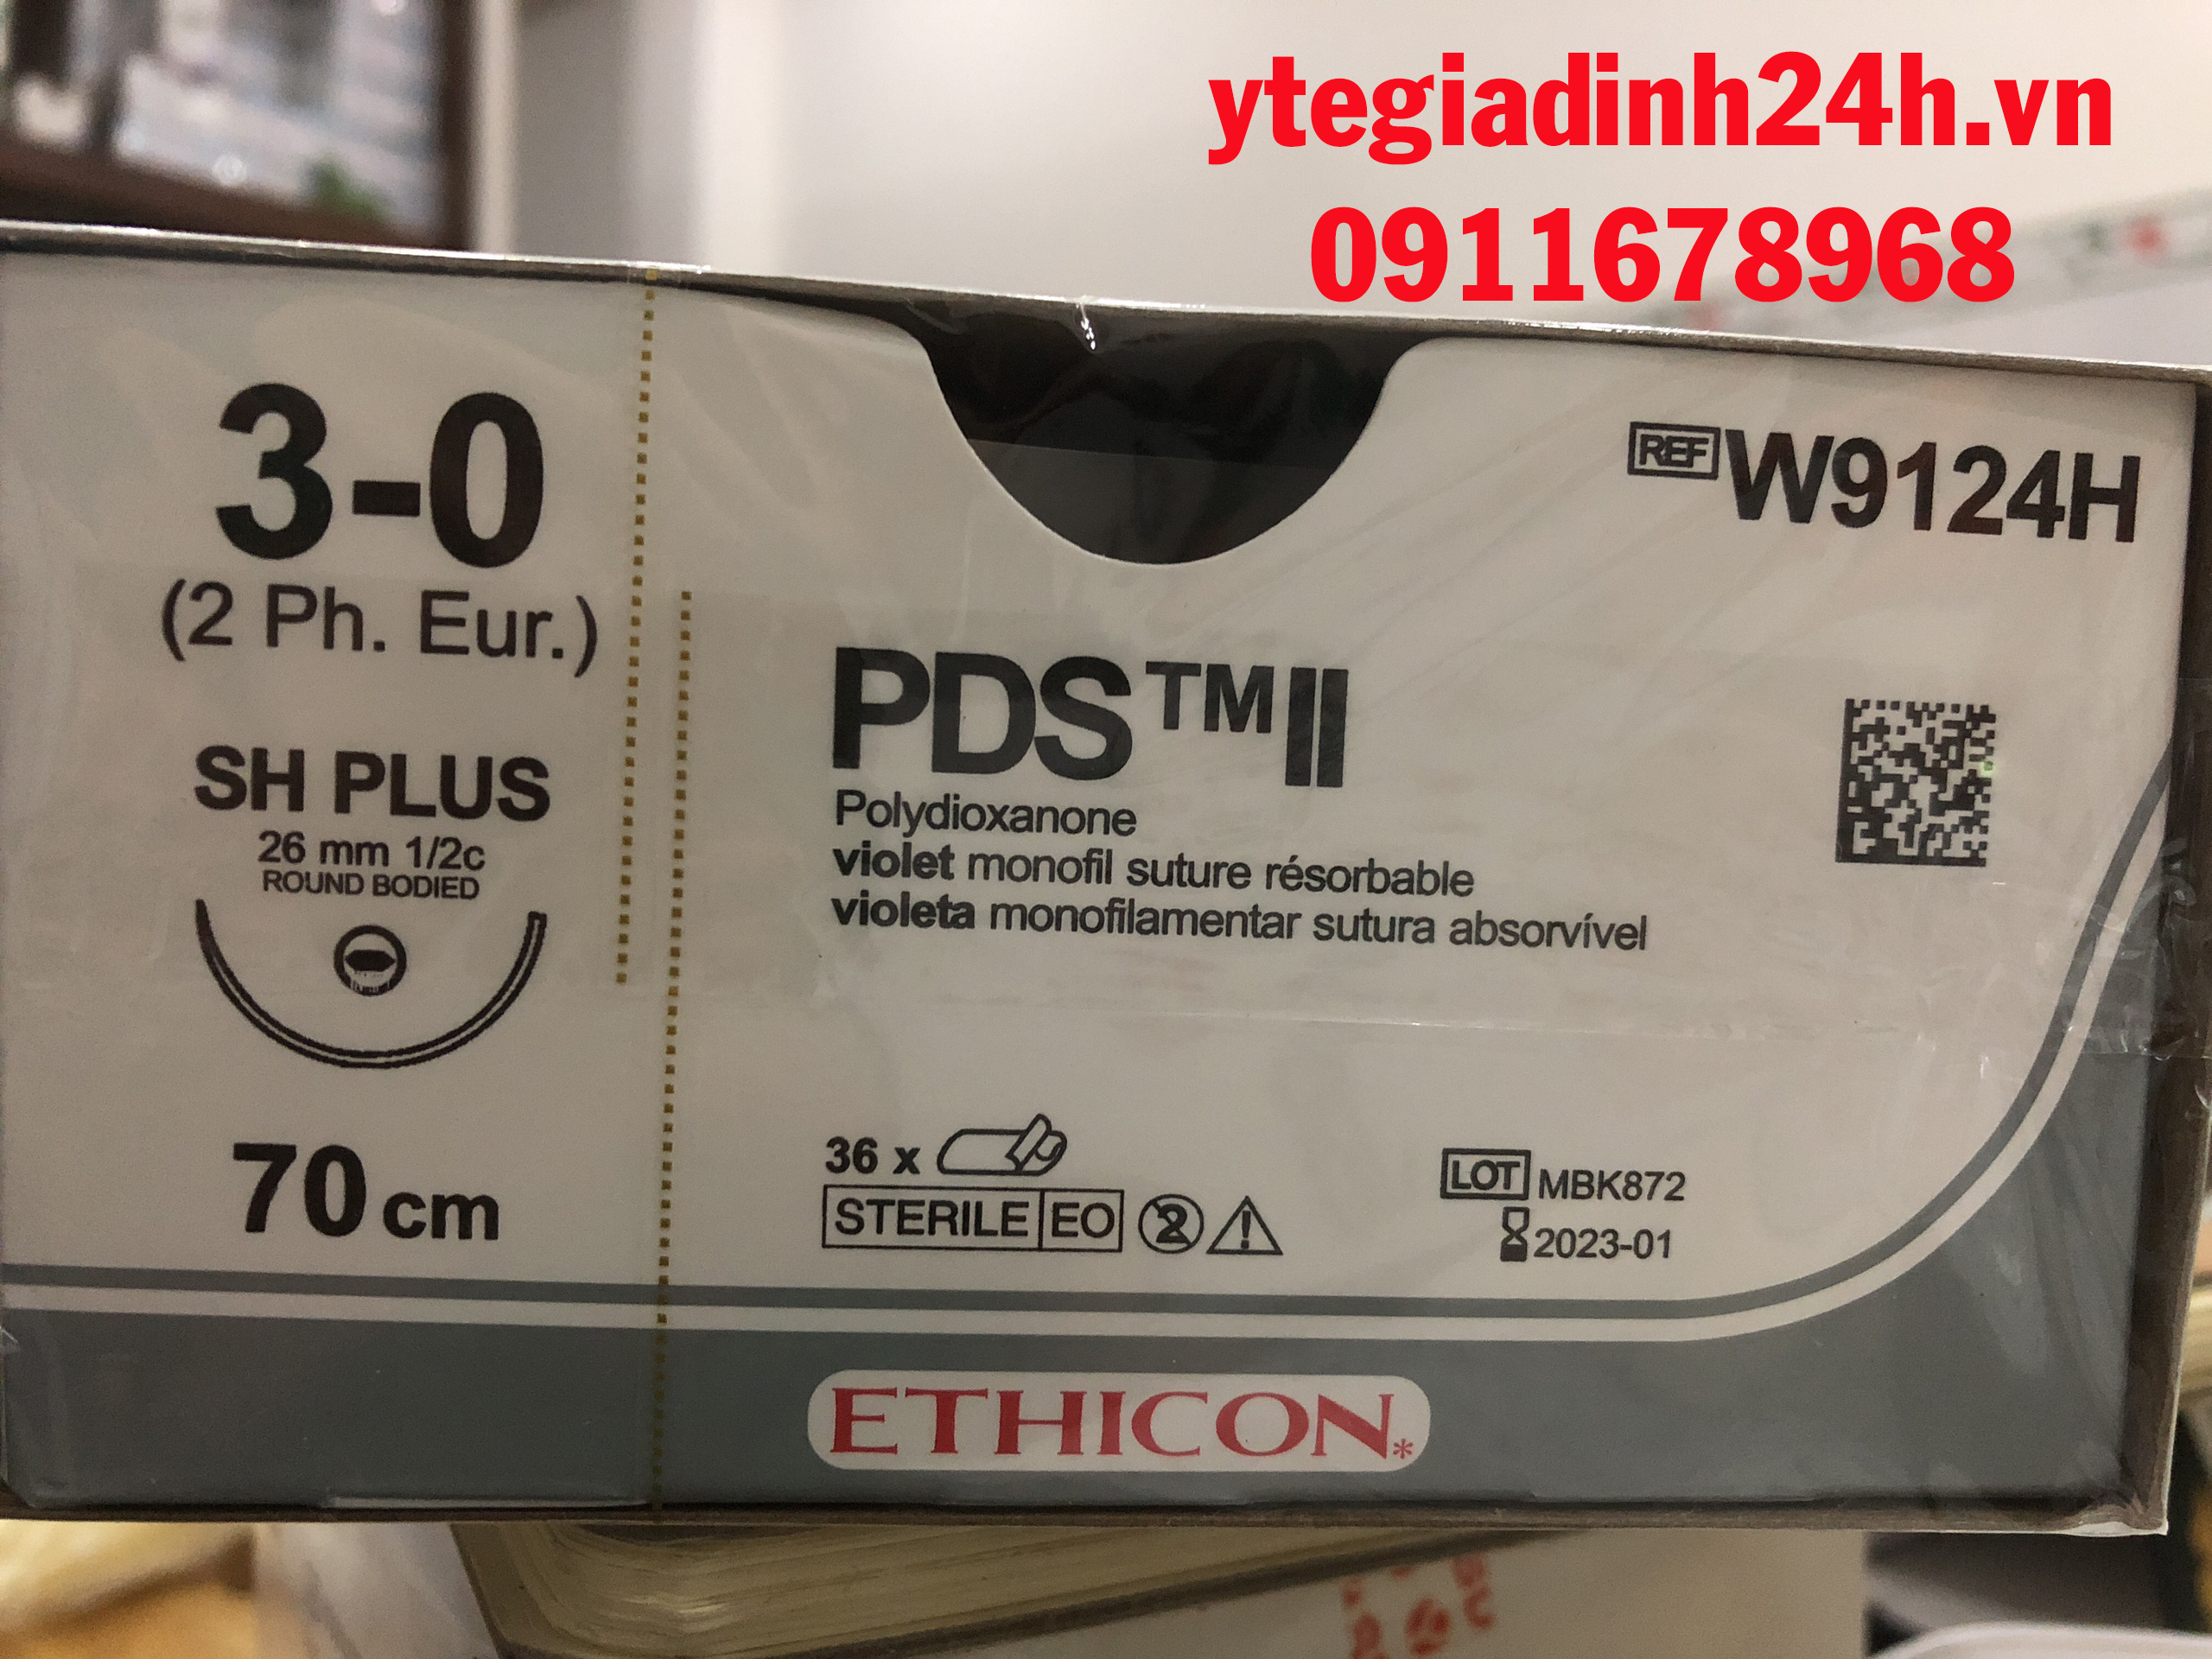 ytegiadinh24h.vn
0911678968
3-0
(2 Ph. Eur.)
SH PLUS
26 mm 1/2c
ROUND BODIED
70 cm
REF W9124H
PDS™II
Polydioxanone
violet monofil suture résorbable
violeta monofilamentar sutura absorvível
36 x
STERILE EO 2
LOT MBK872
2023-01
ETHICON*